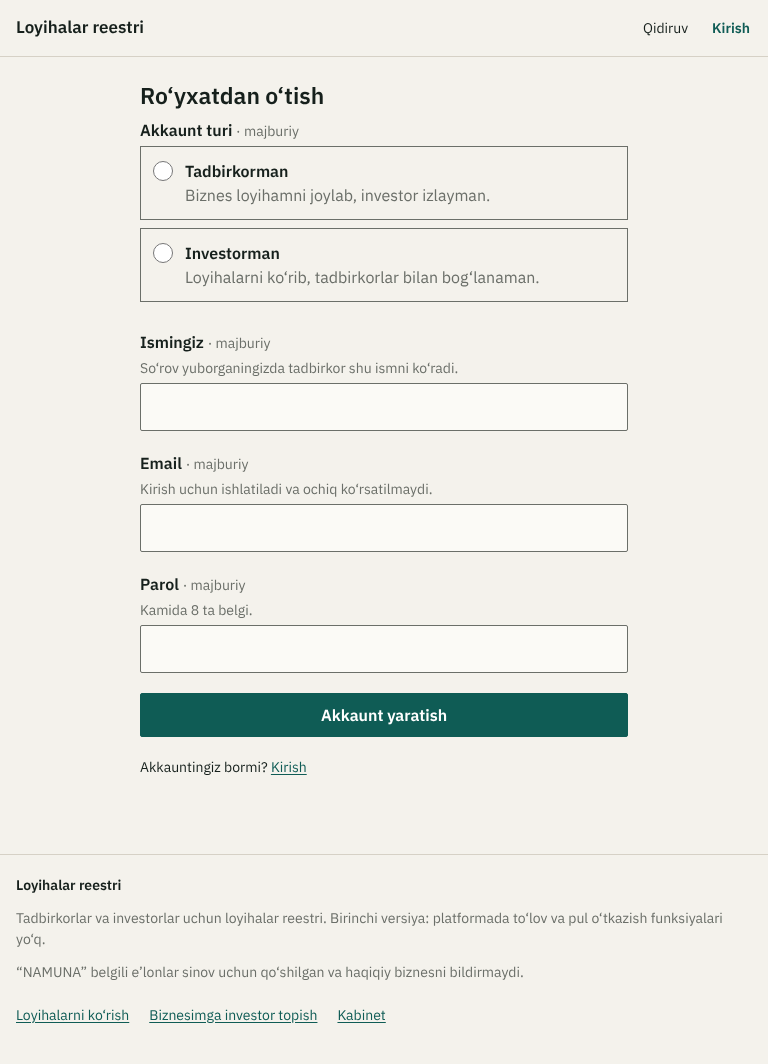 Loyihalar reestri
Qidiruv
Kirish
Ro‘yxatdan o‘tish
Akkaunt turi · majburiy
Tadbirkorman
Biznes loyihamni joylab, investor izlayman.
Investorman
Loyihalarni ko‘rib, tadbirkorlar bilan bog‘lanaman.
Ismingiz · majburiy
So‘rov yuborganingizda tadbirkor shu ismni ko‘radi.
Email · majburiy
Kirish uchun ishlatiladi va ochiq ko‘rsatilmaydi.
Parol · majburiy
Kamida 8 ta belgi.
Akkaunt yaratish
Akkauntingiz bormi? Kirish
Loyihalar reestri
Tadbirkorlar va investorlar uchun loyihalar reestri. Birinchi versiya: platformada to‘lov va pul o‘tkazish funksiyalari
yo‘q.
“NAMUNA” belgili e’lonlar sinov uchun qo‘shilgan va haqiqiy biznesni bildirmaydi.
Loyihalarni ko‘rish
Biznesimga investor topish
Kabinet